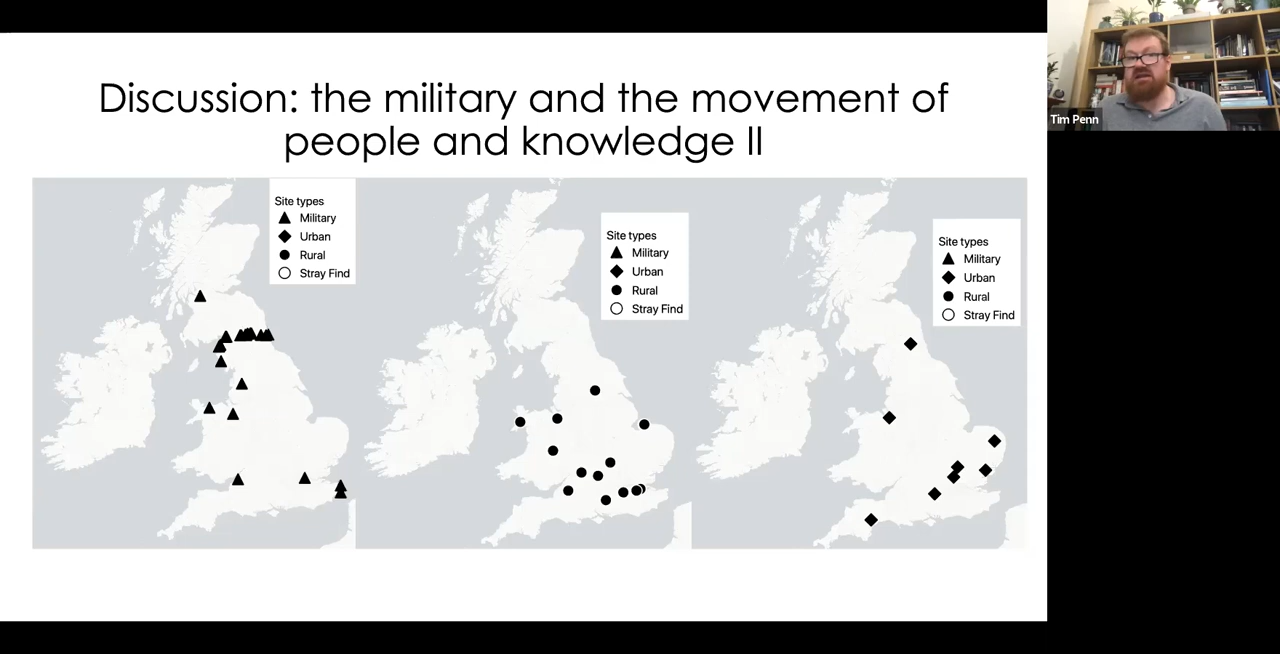 Discussion: the military and the movement of
people and knowledge II
Site types
Military
Urban
Rural
Stray Find
Site types
Military
Urban
Rural
Stray Find
Site types
Military
Urban
Rural
Stray Find
Tim Penn